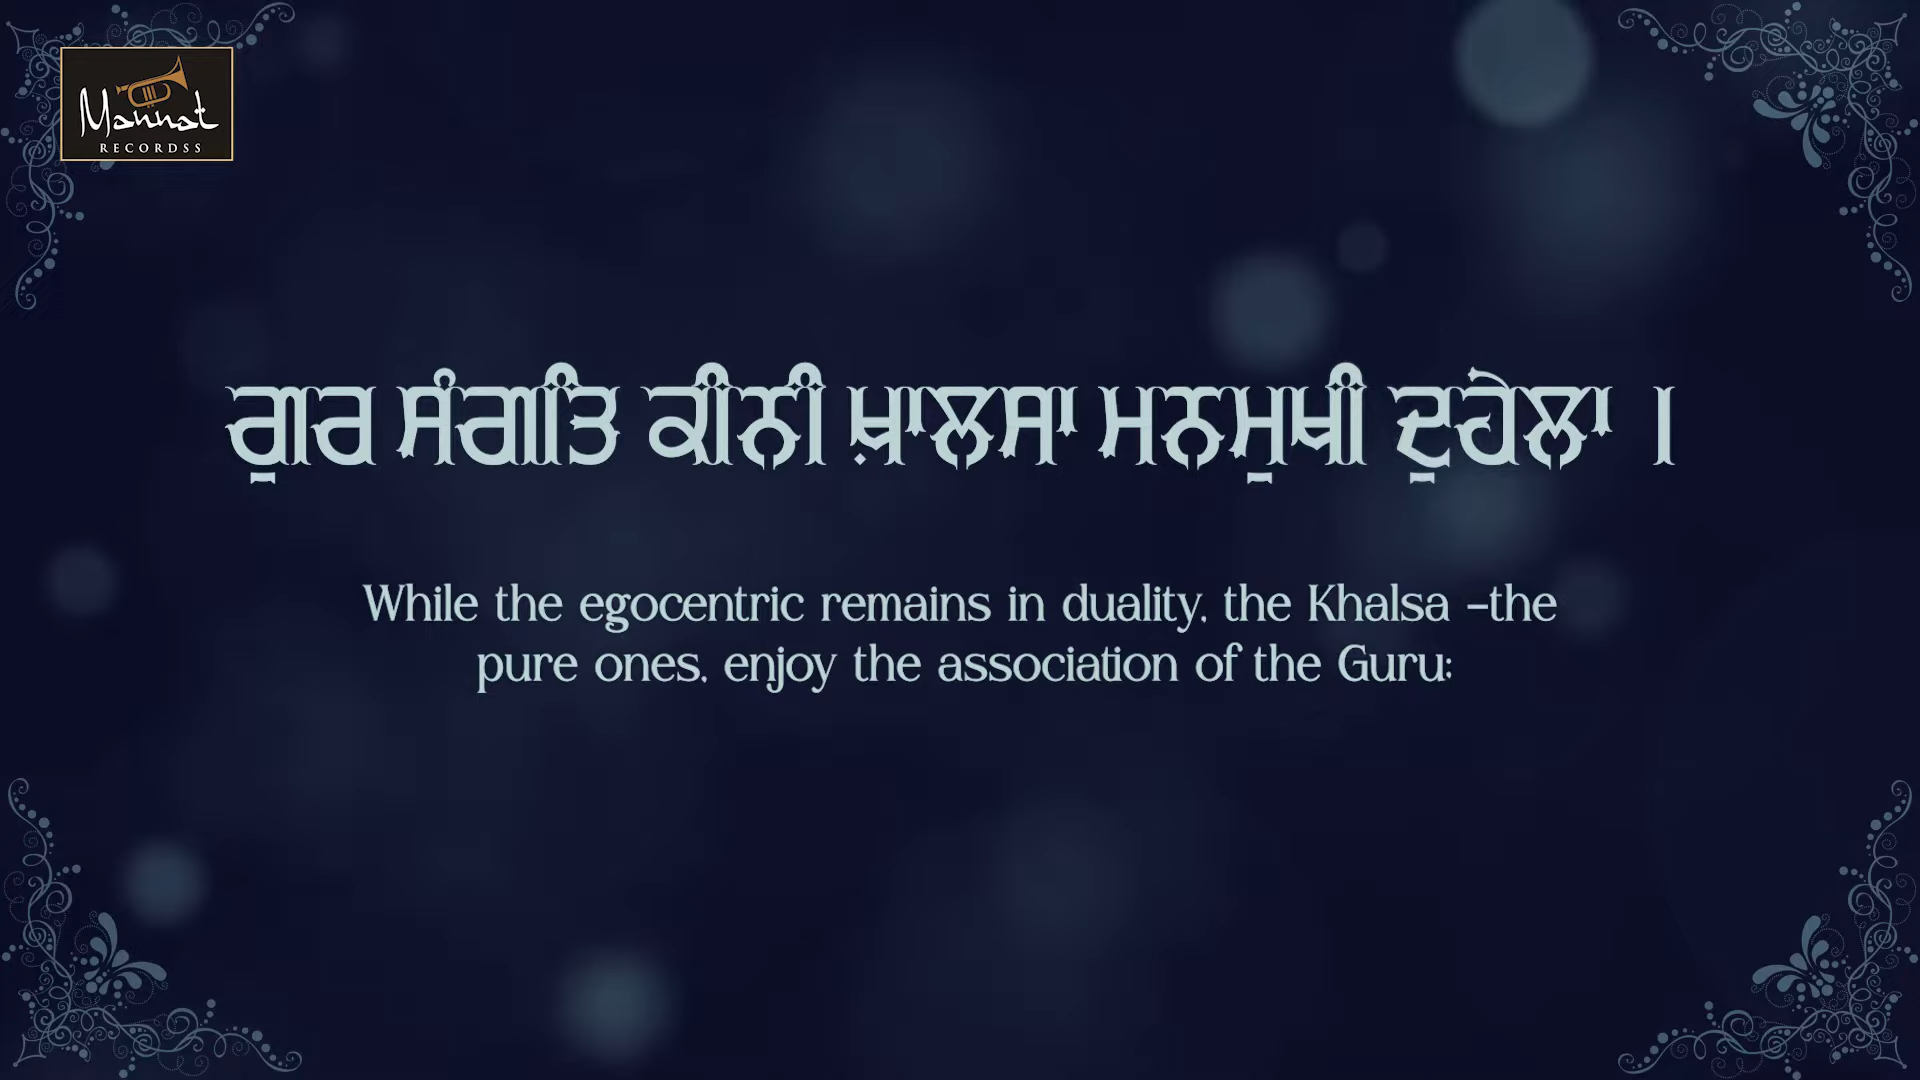 Mannat
RECORDSS
ਗੁਰ ਸੰਗਤਿ ਕੀਨੀ ਖ਼ਾਲਸਾ ਮਨਮੁਖੀ ਦੁਹੇਲਾ ।
While the egocentric remains in duality, the Khalsa -the
pure ones, enjoy the association of the Guru;